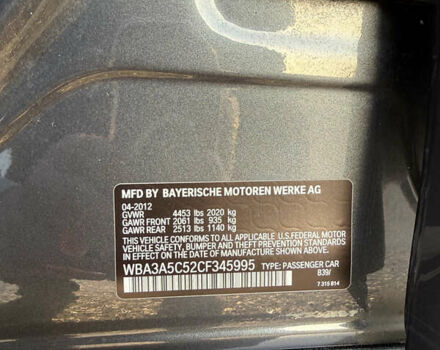 MFD BY BAYERISCHE MOTOREN WERKE AG
04-2012
GVWR 4453 lbs 2020 kg
GAWR FRONT 2061 lbs 935 kg
GAWR REAR 2513 lbs 1140 kg
THIS VEHICLE CONFORMS TO ALL APPLICABLE U.S.FEDERAL MOTOR
VEHICLE SAFETY, BUMPER AND THEFT PREVENTION STANDARDS IN
EFFECT ON THE DATE OF MANUFACTURE SHOWN ABOVE.
WBA3A5C52CF345995 TYPE: PASSENGER CAR
B39/
7 315 814